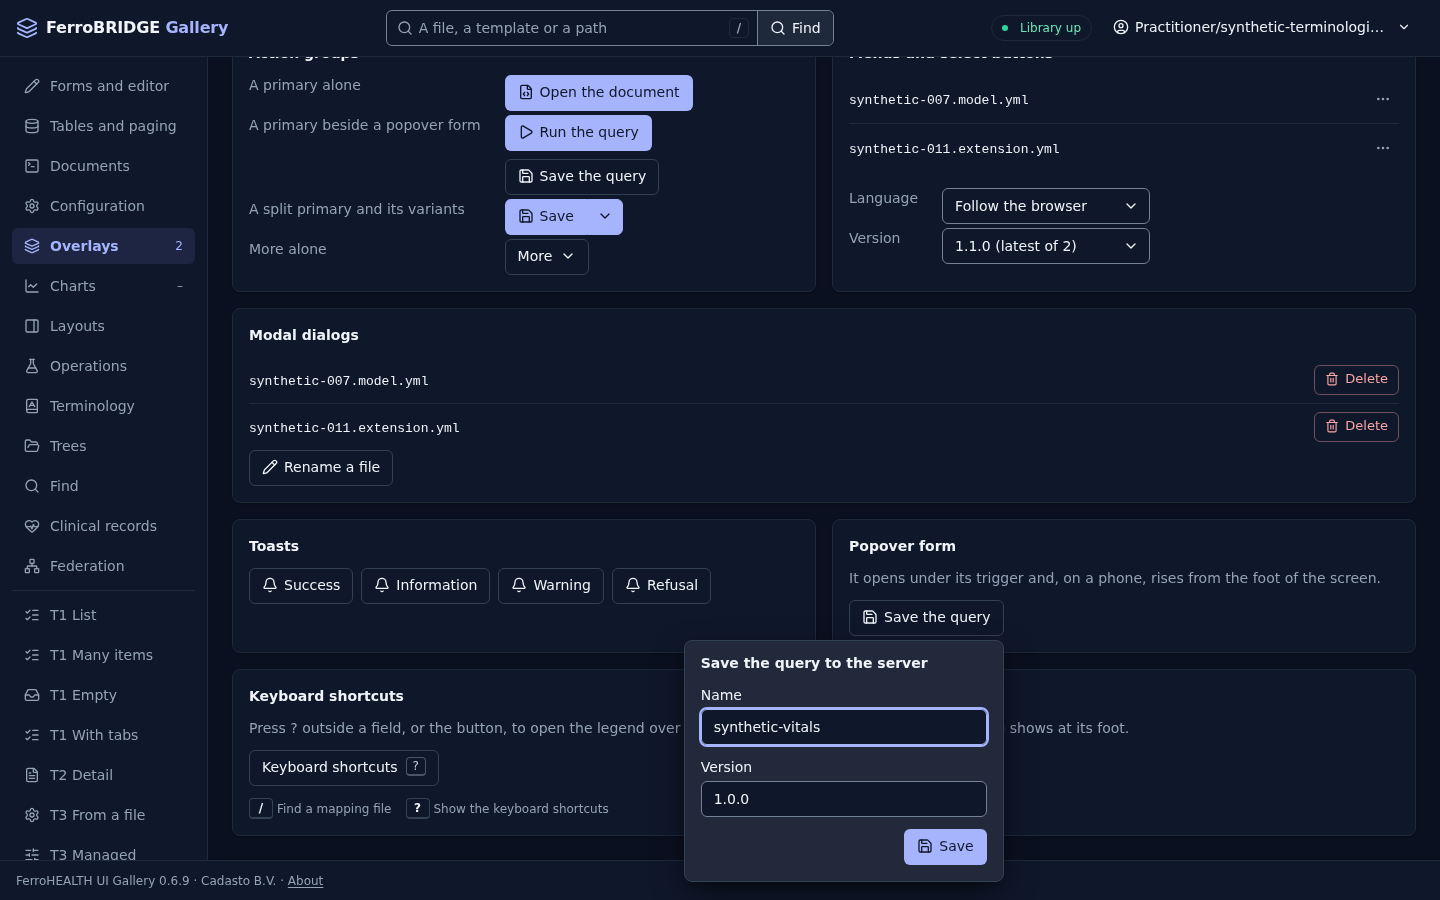 FerroBRIDGE Gallery
A file, a template or a path
/
Find
Library up
Practitioner/synthetic-terminologi...
Forms and editor
Tables and paging
Documents
Configuration
Overlays 2
Charts –
Layouts
Operations
Terminology
Trees
Find
Clinical records
Federation
T1 List
T1 Many items
T1 Empty
T1 With tabs
T2 Detail
T3 From a file
T3 Managed
A primary alone
Open the document
A primary beside a popover form
Run the query
Save the query
A split primary and its variants
Save
More alone
More
synthetic-007.model.yml
synthetic-011.extension.yml
Language
Follow the browser
Version
1.1.0 (latest of 2)
Modal dialogs
synthetic-007.model.yml
Delete
synthetic-011.extension.yml
Delete
Rename a file
Toasts
Success
Information
Warning
Refusal
Popover form
It opens under its trigger and, on a phone, rises from the foot of the screen.
Save the query
Save the query to the server
Name
synthetic-vitals
Version
1.0.0
Save
Keyboard shortcuts
Press ? outside a field, or the button, to open the legend over
shows at its foot.
Keyboard shortcuts ?
/ Find a mapping file ? Show the keyboard shortcuts
FerroHEALTH UI Gallery 0.6.9 · Cadasto B.V. · About